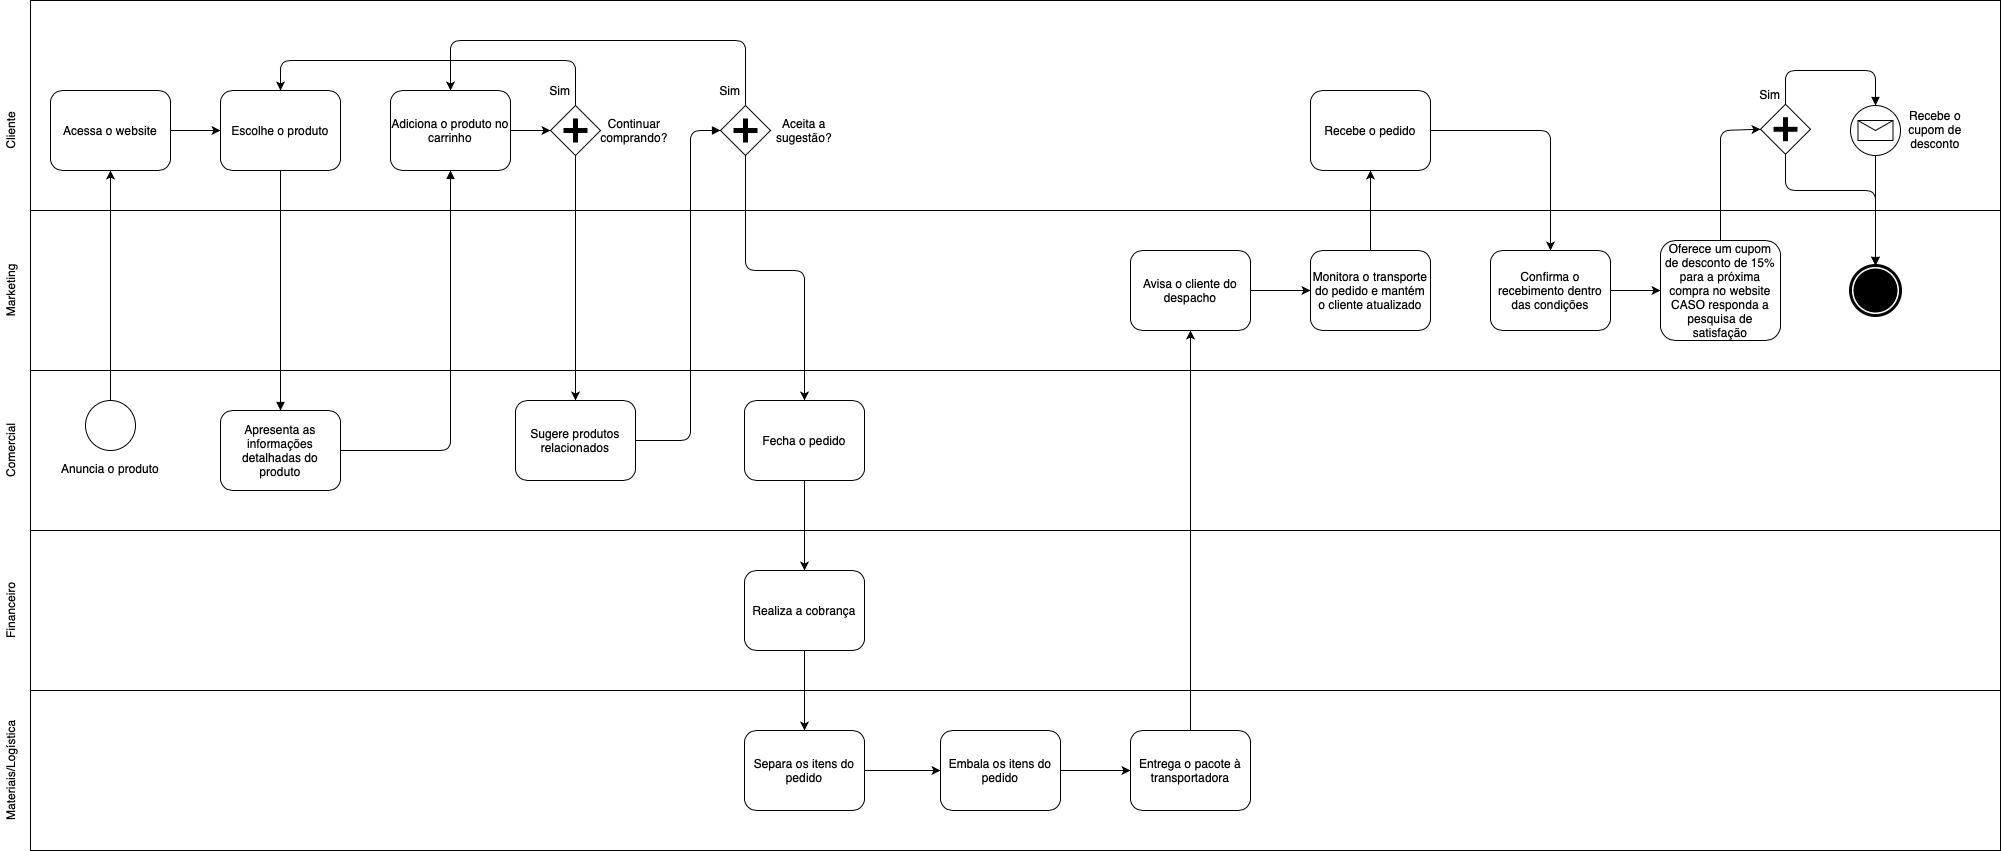 Cliente
Acessa o website
Escolhe o produto
Adiciona o produto no
carrinho
Sim
Continuar
comprando?
Sim
Aceita a
sugestão?
Recebe o pedido
Sim
Recebe o
cupom de
desconto
Marketing
Avisa o cliente do
despacho
Monitora o transporte
do pedido e mantém
o cliente atualizado
Confirma o
recebimento dentro
das condições
Oferece um cupom
de desconto de 15%
para a próxima
compra no website
CASO responda a
pesquisa de
satisfação
Comercial
Anuncia o produto
Apresenta as
informações
detalhadas do
produto
Sugere produtos
relacionados
Fecha o pedido
Financeiro
Realiza a cobrança
Materiais/Logística
Separa os itens do
pedido
Embala os itens do
pedido
Entrega o pacote à
transportadora